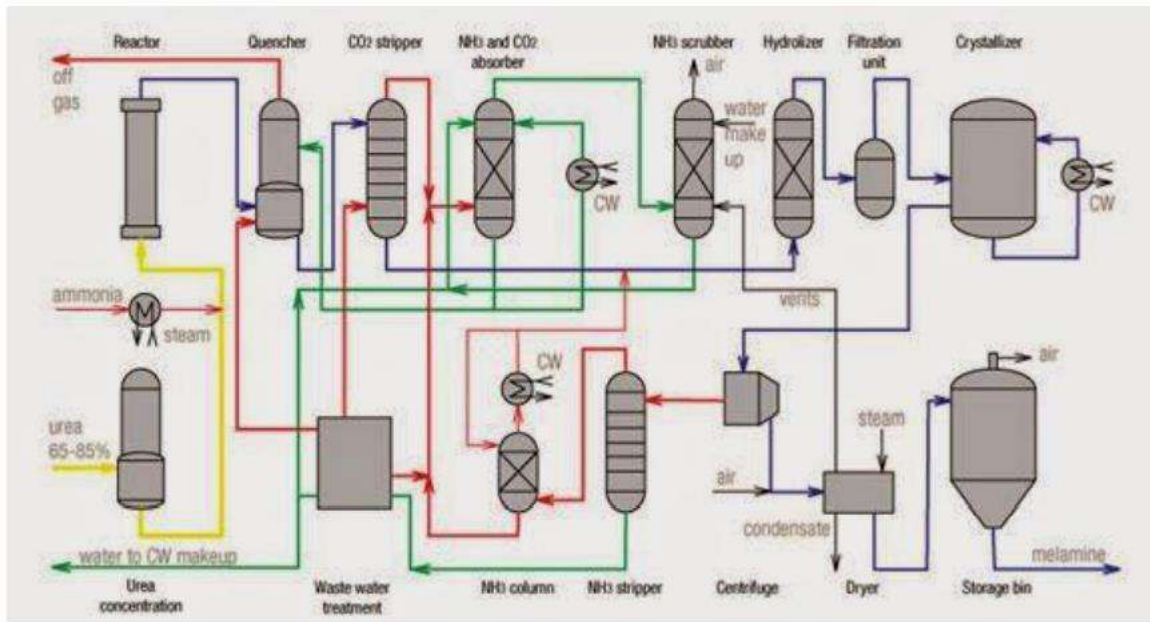 Reactor
Quencher
CO2 stripper
NH3 and CO2
absorber
NH3 scrubber
Hydrolizer
Filtration
unit
Crystallizer
off
gas
air
water
make
up
CW
CW
ammonia
steam
vents
CW
air
urea
65-85%
steam
air
condensate
water to CW makeup
melamine
Urea
concentration
Waste water
treatment
NH3 column
NH3 stripper
Centrifuge
Dryer
Storage bin